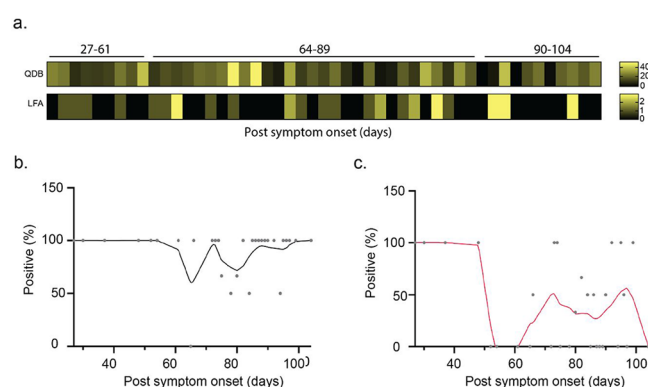 a.
27-61 64-89 90-104
QDB
40
20
0
LFA
2
1
0
Post symptom onset (days)
b.
150
100
50
0
Positive (%)
40 60 80 100
Post symptom onset (days)
c.
150
100
50
0
Positive (%)
40 60 80 100
Post symptom onset (days)